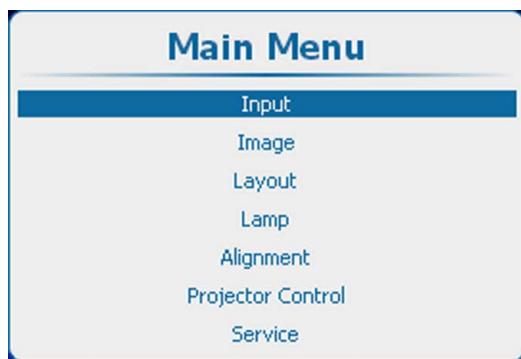 Main Menu
Input
Image
Layout
Lamp
Alignment
Projector Control
Service